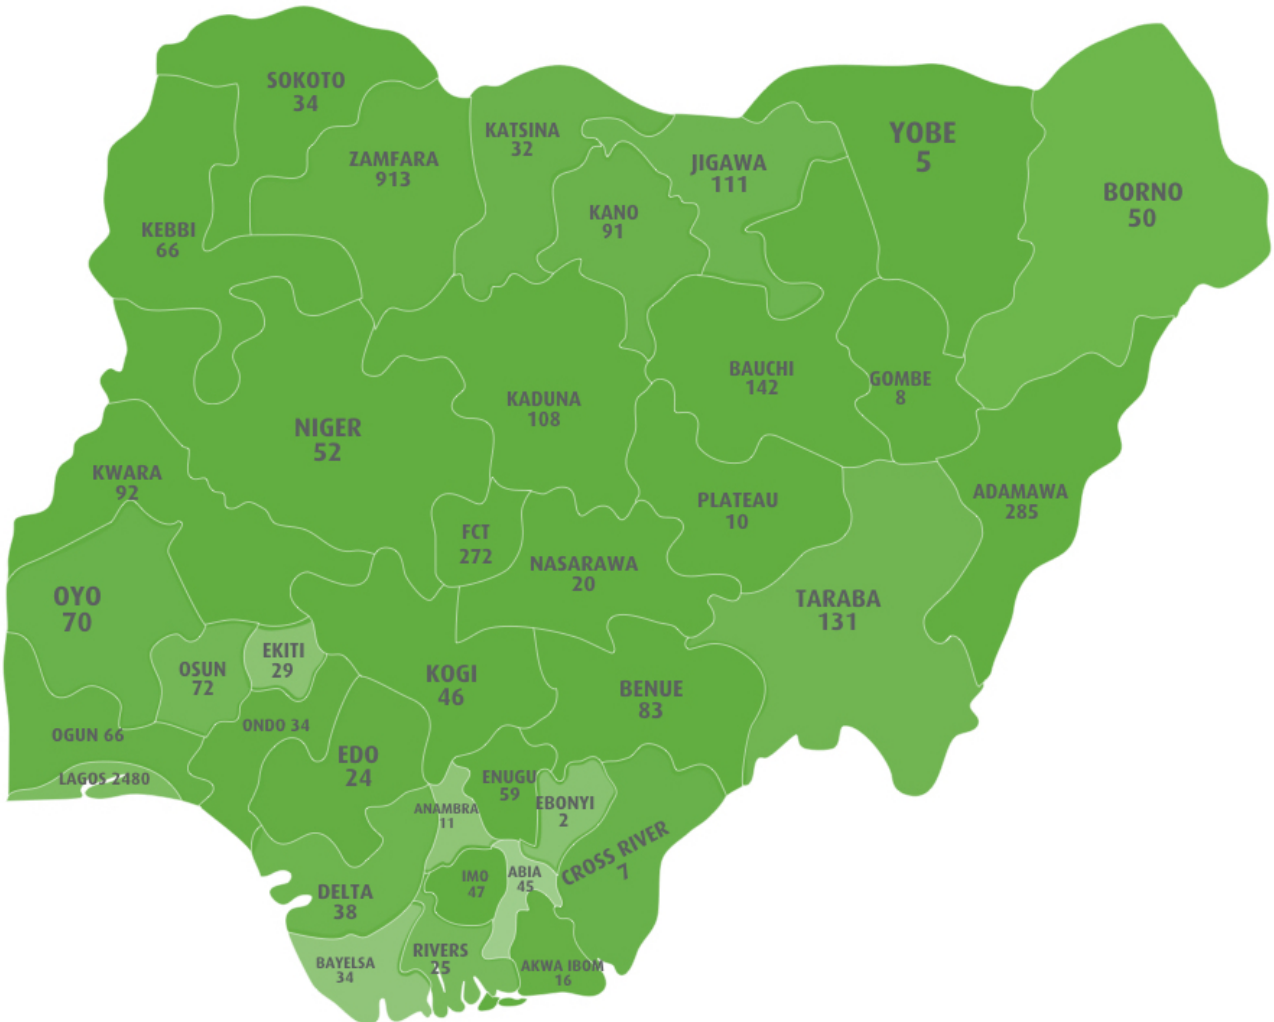 SOKOTO
34
ZAMFARA
913
KATSINA
32
KEBBI
66
KANO
91
JIGAWA
111
YOBE
5
BORNO
50
NIGER
52
KADUNA
108
BAUCHI
142
GOMBE
8
KWARA
92
FCT
272
NASARAWA
20
PLATEAU
10
ADAMAWA
285
OYO
70
OSUN
72
EKITI
29
KOGI
46
BENUE
83
TARABA
131
OGUN 66
ONDO 34
LAGOS 2480
EDO
24
ENUGU
59
ANAMBRA
11
EBONYI
2
CROSS RIVER
7
IMO
47
ABIA
45
DELTA
38
BAYELSA
34
RIVERS
25
AKWA IBOM
16